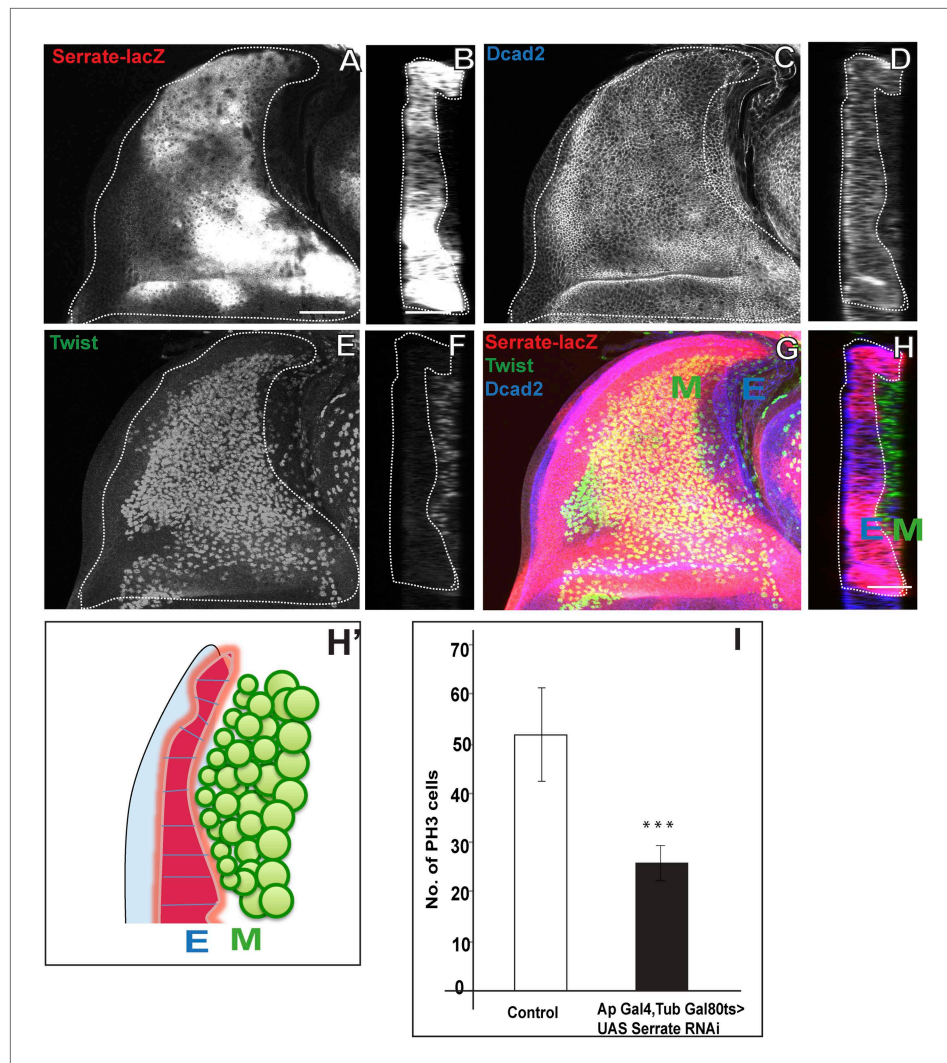 Serrate-lacZ
A
B
Dcad2
C
D
Twist
E
F
Serrate-lacZ
Twist
Dcad2
G
M
E
H
E
M
H'
E
M
I
No. of PH3 cells
70
60
50
40
30
20
10
0
***
Control
Ap Gal4,Tub Gal80ts>
UAS Serrate RNAi